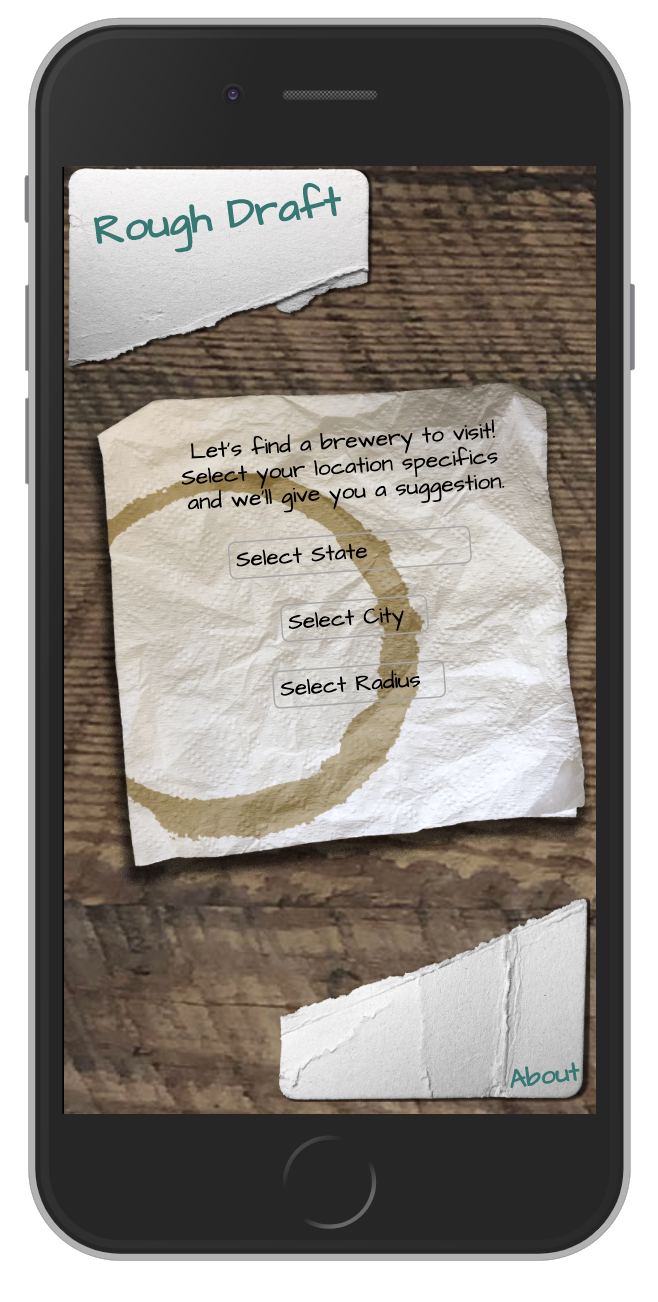 Rough Draft
Let's find a brewery to visit!
Select your location specifics
and we'll give you a suggestion.
Select State
Select City
Select Radius
About